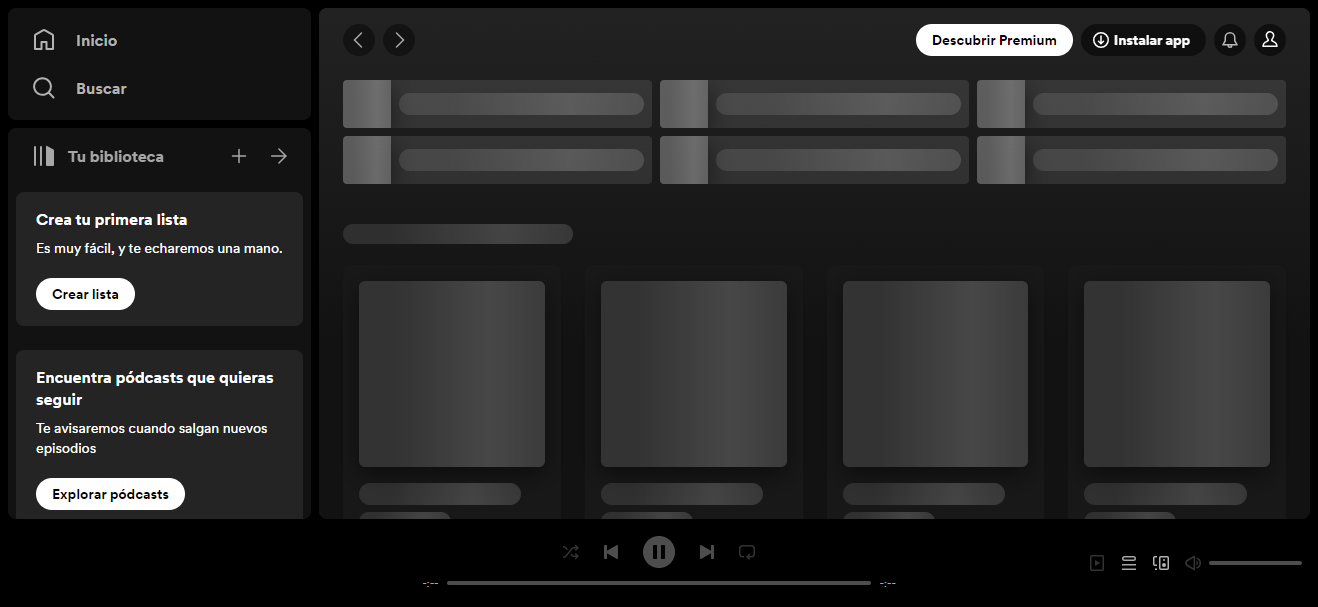 Inicio
Buscar
Tu biblioteca
Crea tu primera lista
Es muy fácil, y te echaremos una mano.
Crear lista
Encuentra pódcasts que quieras
seguir
Te avisaremos cuando salgan nuevos
episodios
Explorar pódcasts
Descubrir Premium
Instalar app
-:--
-:--